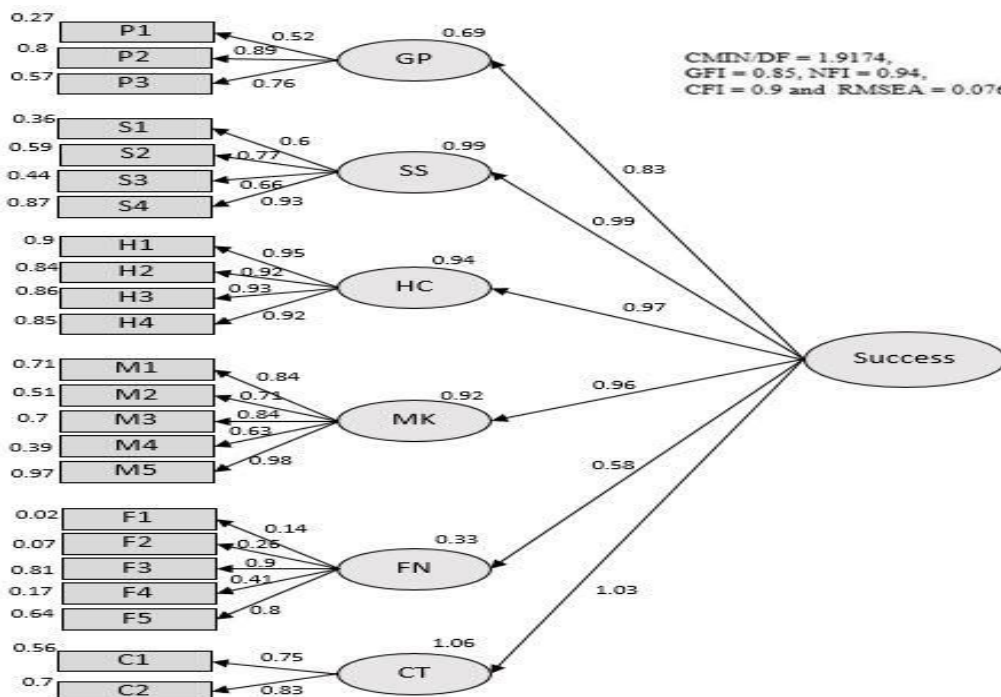 0.27
P1
0.52
0.69
0.8
P2
0.89
GP
0.57
P3
0.76
CMIN/DF = 1.9174,
GFI = 0.85, NFI = 0.94,
CFI = 0.9 and RMSEA = 0.076
0.83
0.36
S1
0.6
0.99
0.59
S2
0.77
SS
0.44
S3
0.66
0.87
S4
0.93
0.99
0.9
H1
0.95
0.94
0.84
H2
0.92
HC
0.86
H3
0.93
0.85
H4
0.92
0.97
Success
0.71
M1
0.84
0.96
0.51
M2
0.71
0.92
0.7
M3
0.84
MK
0.39
M4
0.63
0.97
M5
0.98
0.58
0.02
F1
0.14
0.33
0.07
F2
0.26
0.81
F3
0.9
FN
0.17
F4
0.41
0.64
F5
0.8
1.03
0.56
C1
0.75
1.06
0.7
C2
0.83
CT